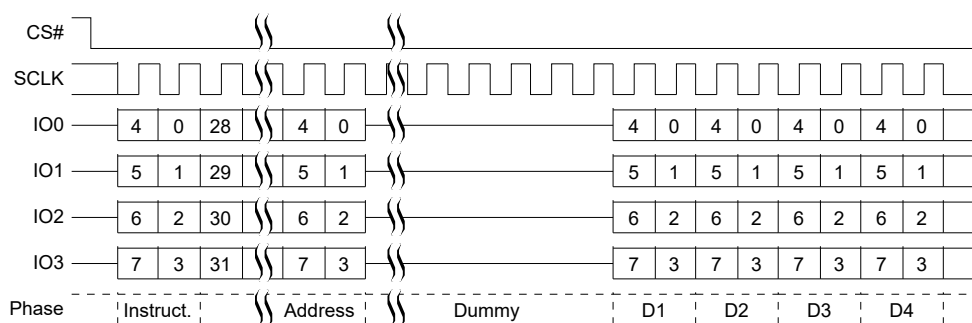 CS#
SCLK
IO0 4 0 28 4 0 4 0 4 0 4 0 4 0
IO1 5 1 29 5 1 5 1 5 1 5 1 5 1
IO2 6 2 30 6 2 6 2 6 2 6 2 6 2
IO3 7 3 31 7 3 7 3 7 3 7 3 7 3
Phase Instruct. Address Dummy D1 D2 D3 D4